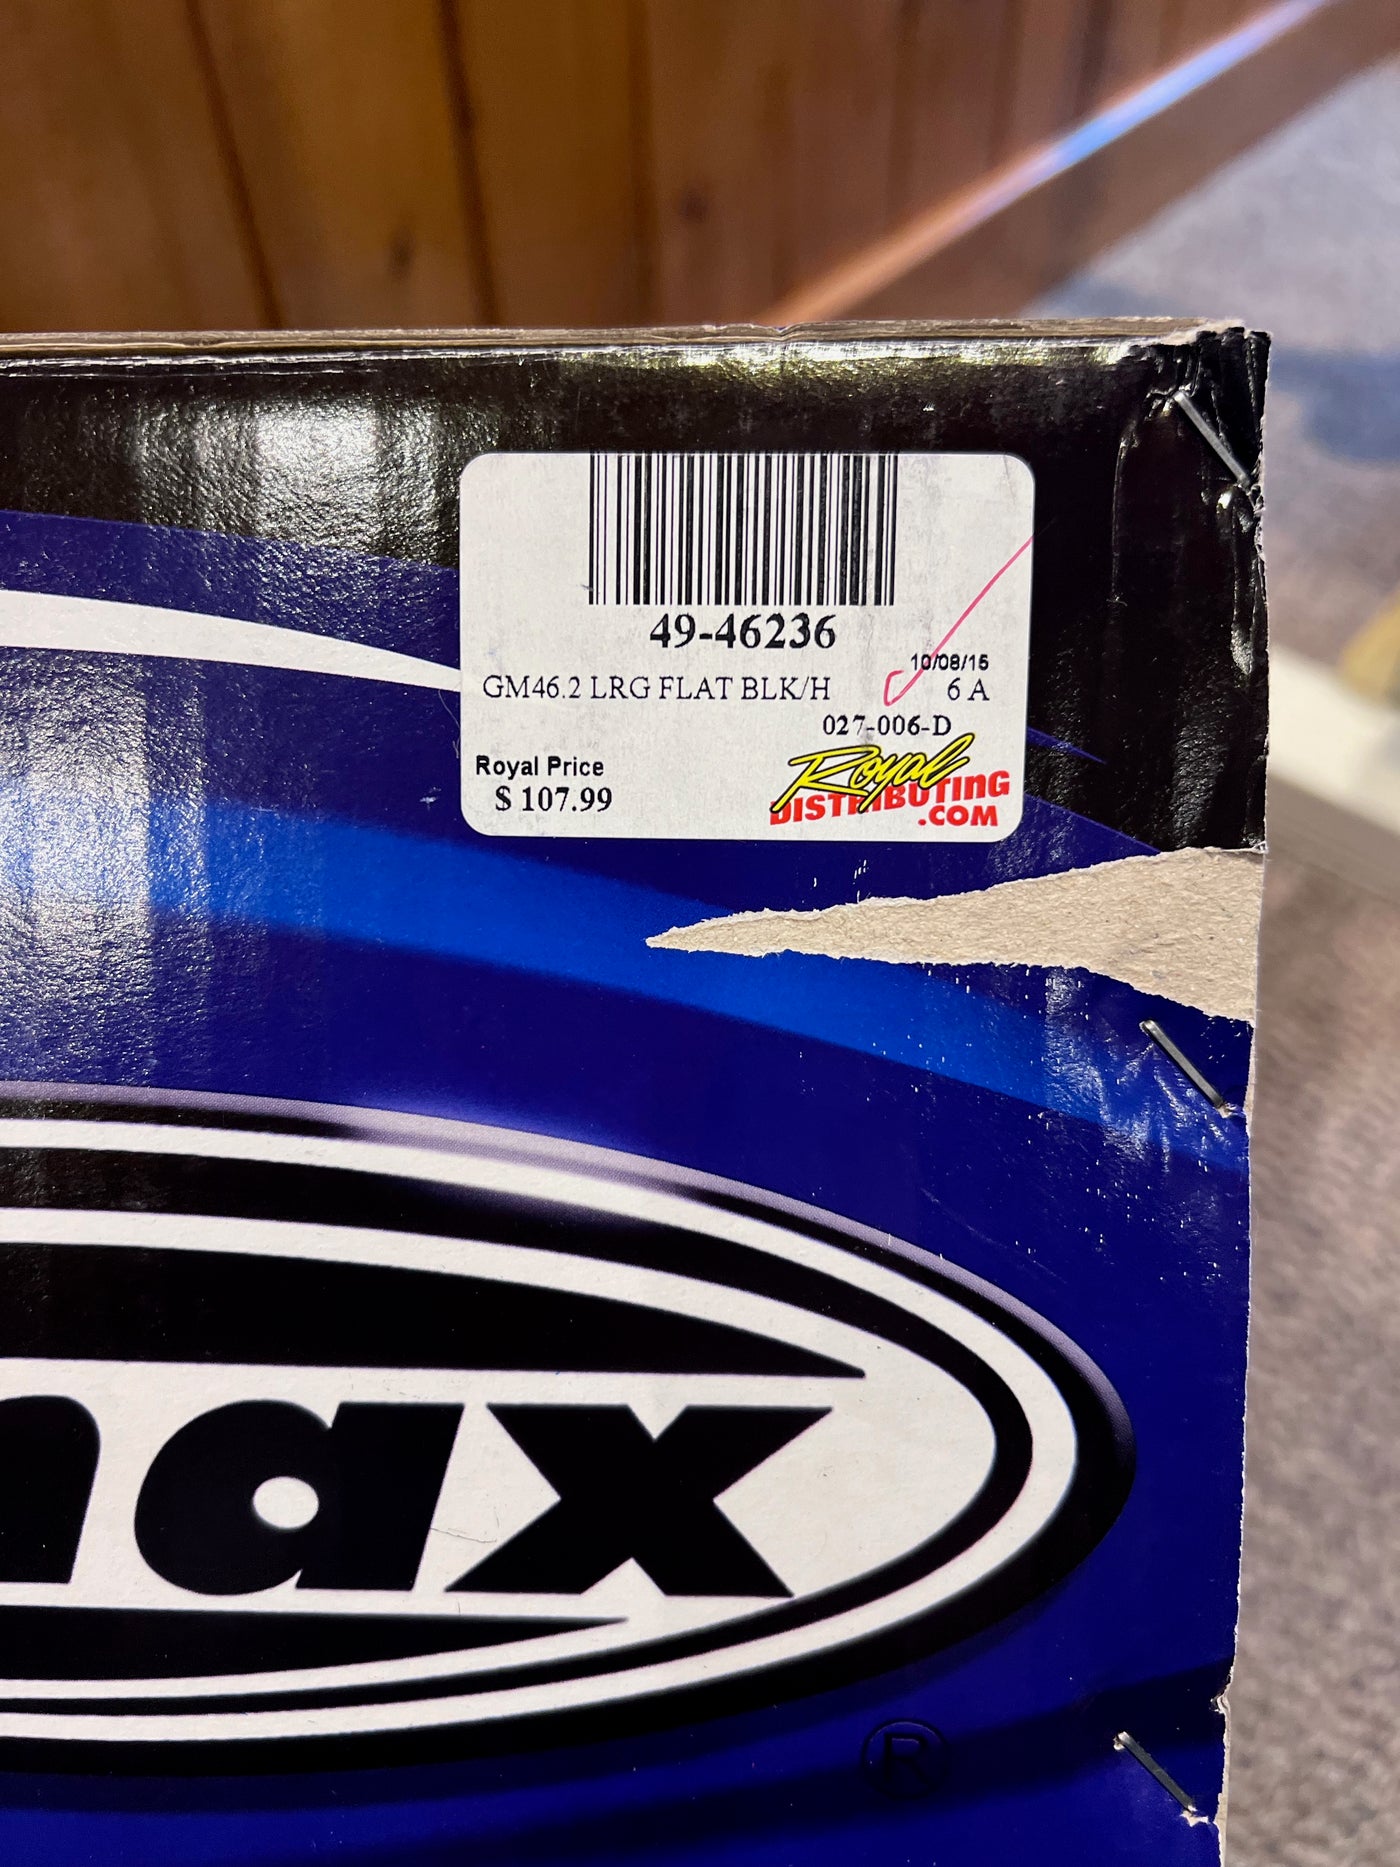 49-46236
10/08/15
GM46.2 LRG FLAT BLK/H
6 A
027-006-D
Royal Price
$ 107.99
Royal
DISTRIBUTING
.COM
max
®